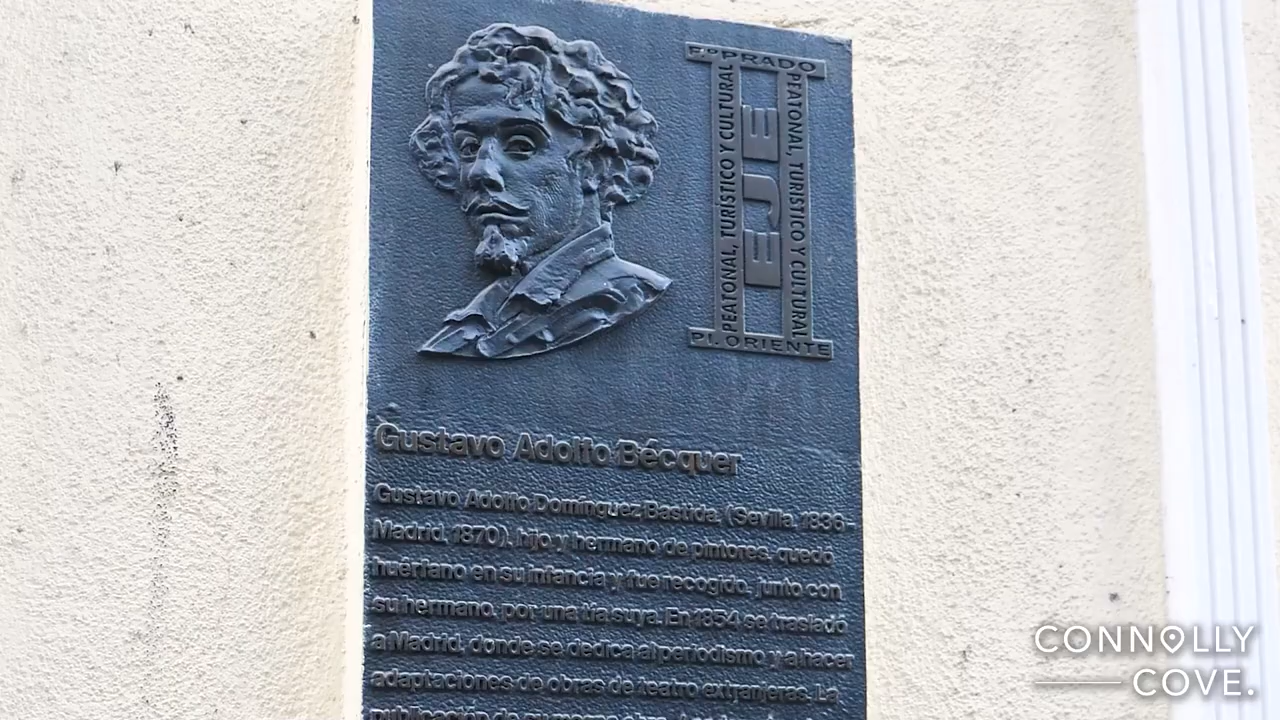 Pº PRADO
PEATONAL, TURÍSTICO Y CULTURAL
EJE
PEATONAL, TURÍSTICO Y CULTURAL
Pl. ORIENTE
Gustavo Adolfo Bécquer
Gustavo Adolfo Domínguez Bastida, (Sevilla, 1836-
Madrid, 1870), hijo y hermano de pintores, quedó
huérfano en su infancia y fue recogido, junto con
su hermano, por una tía suya. En 1854 se trasladó
a Madrid, donde se dedica al periodismo y a hacer
adaptaciones de obras de teatro extranjeras. La
publicación de
CONNOLLY
COVE.